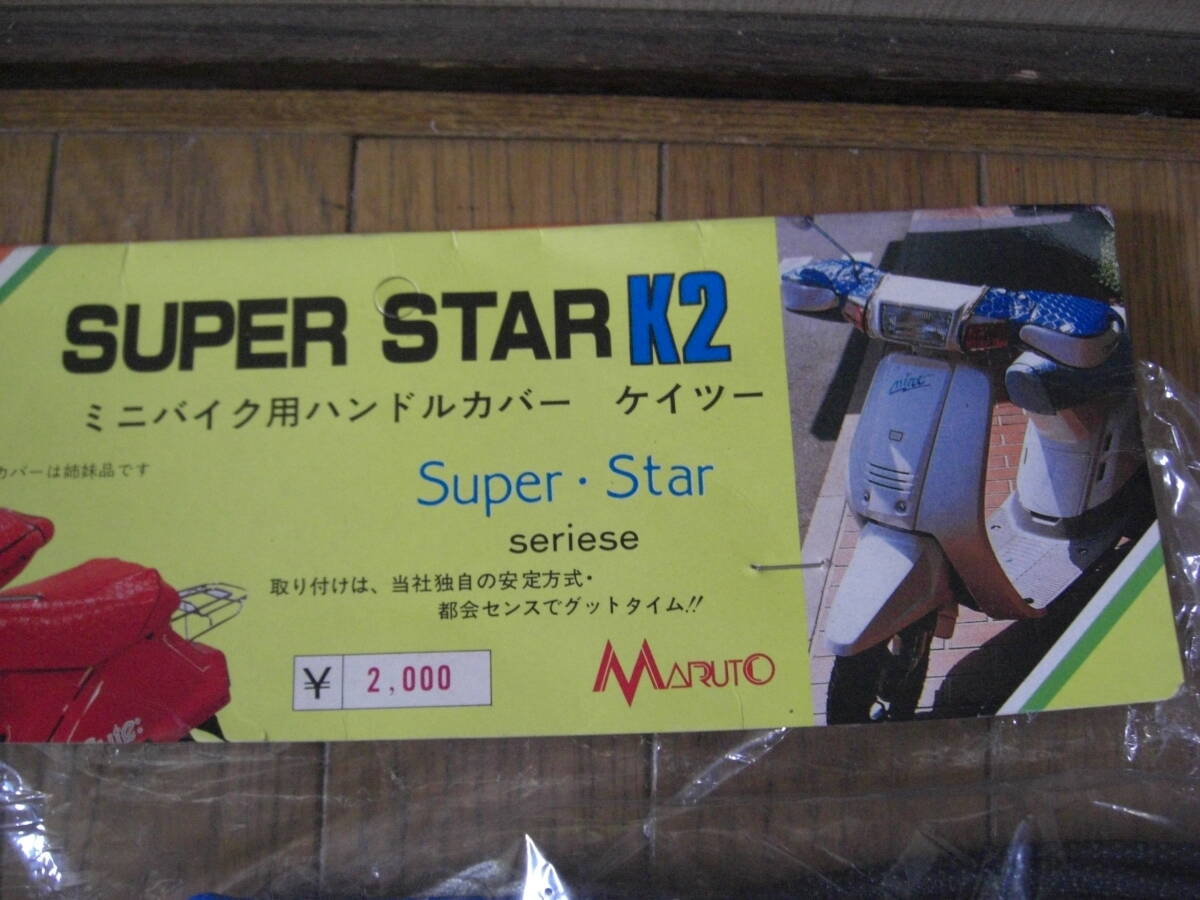 SUPER STAR K2
ミニバイク用ハンドルカバー　ケイツー
カバーは姉妹品です
Super・Star
seriese
取り付けは、当社独自の安定方式・
都会センスでグットタイム!!
¥ 2,000
MARUTO
mint